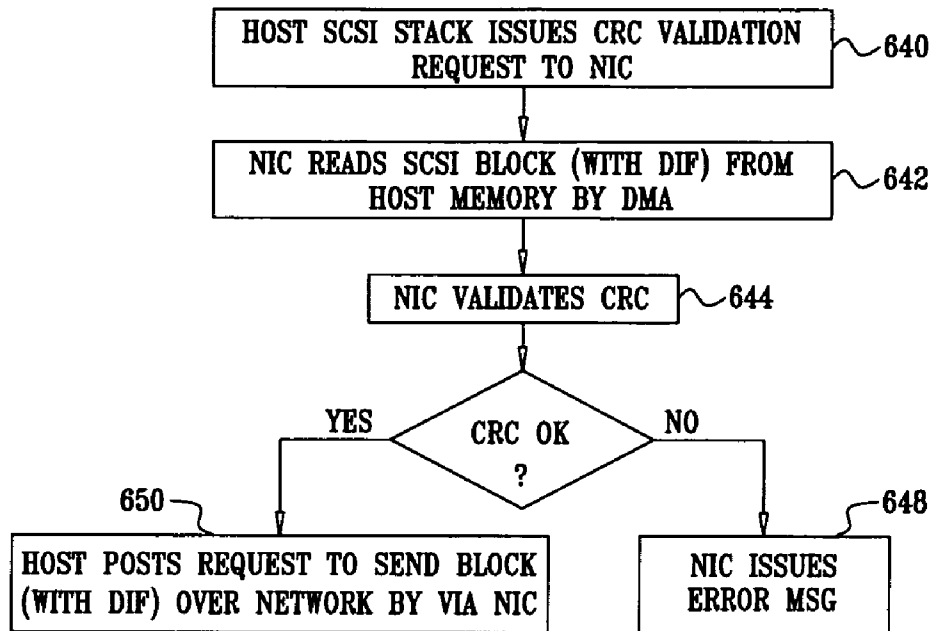 HOST SCSI STACK ISSUES CRC VALIDATION
REQUEST TO NIC
640
NIC READS SCSI BLOCK (WITH DIF) FROM
HOST MEMORY BY DMA
642
NIC VALIDATES CRC
644
YES
CRC OK
?
NO
650
648
HOST POSTS REQUEST TO SEND BLOCK
(WITH DIF) OVER NETWORK BY VIA NIC
NIC ISSUES
ERROR MSG